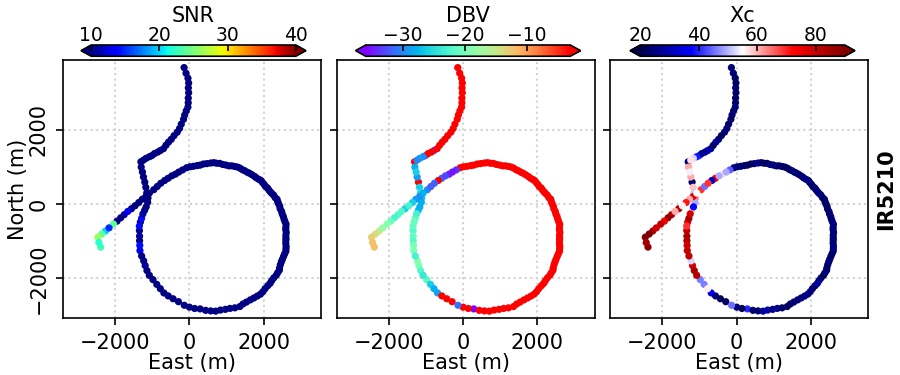 SNR DBV Xc
10 20 30 40 −30 −20 −10 20 40 60 80
North (m)
2000
0
−2000
IR5210
−2000 0 2000 −2000 0 2000 −2000 0 2000
East (m) East (m) East (m)